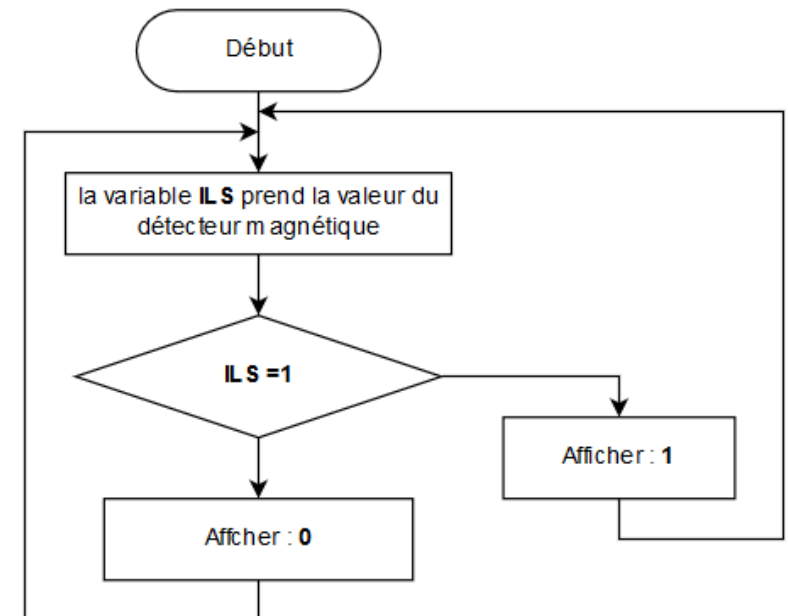 Début
la variable ILS prend la valeur du
détecteur magnétique
ILS =1
Afficher : 1
Affcher : 0